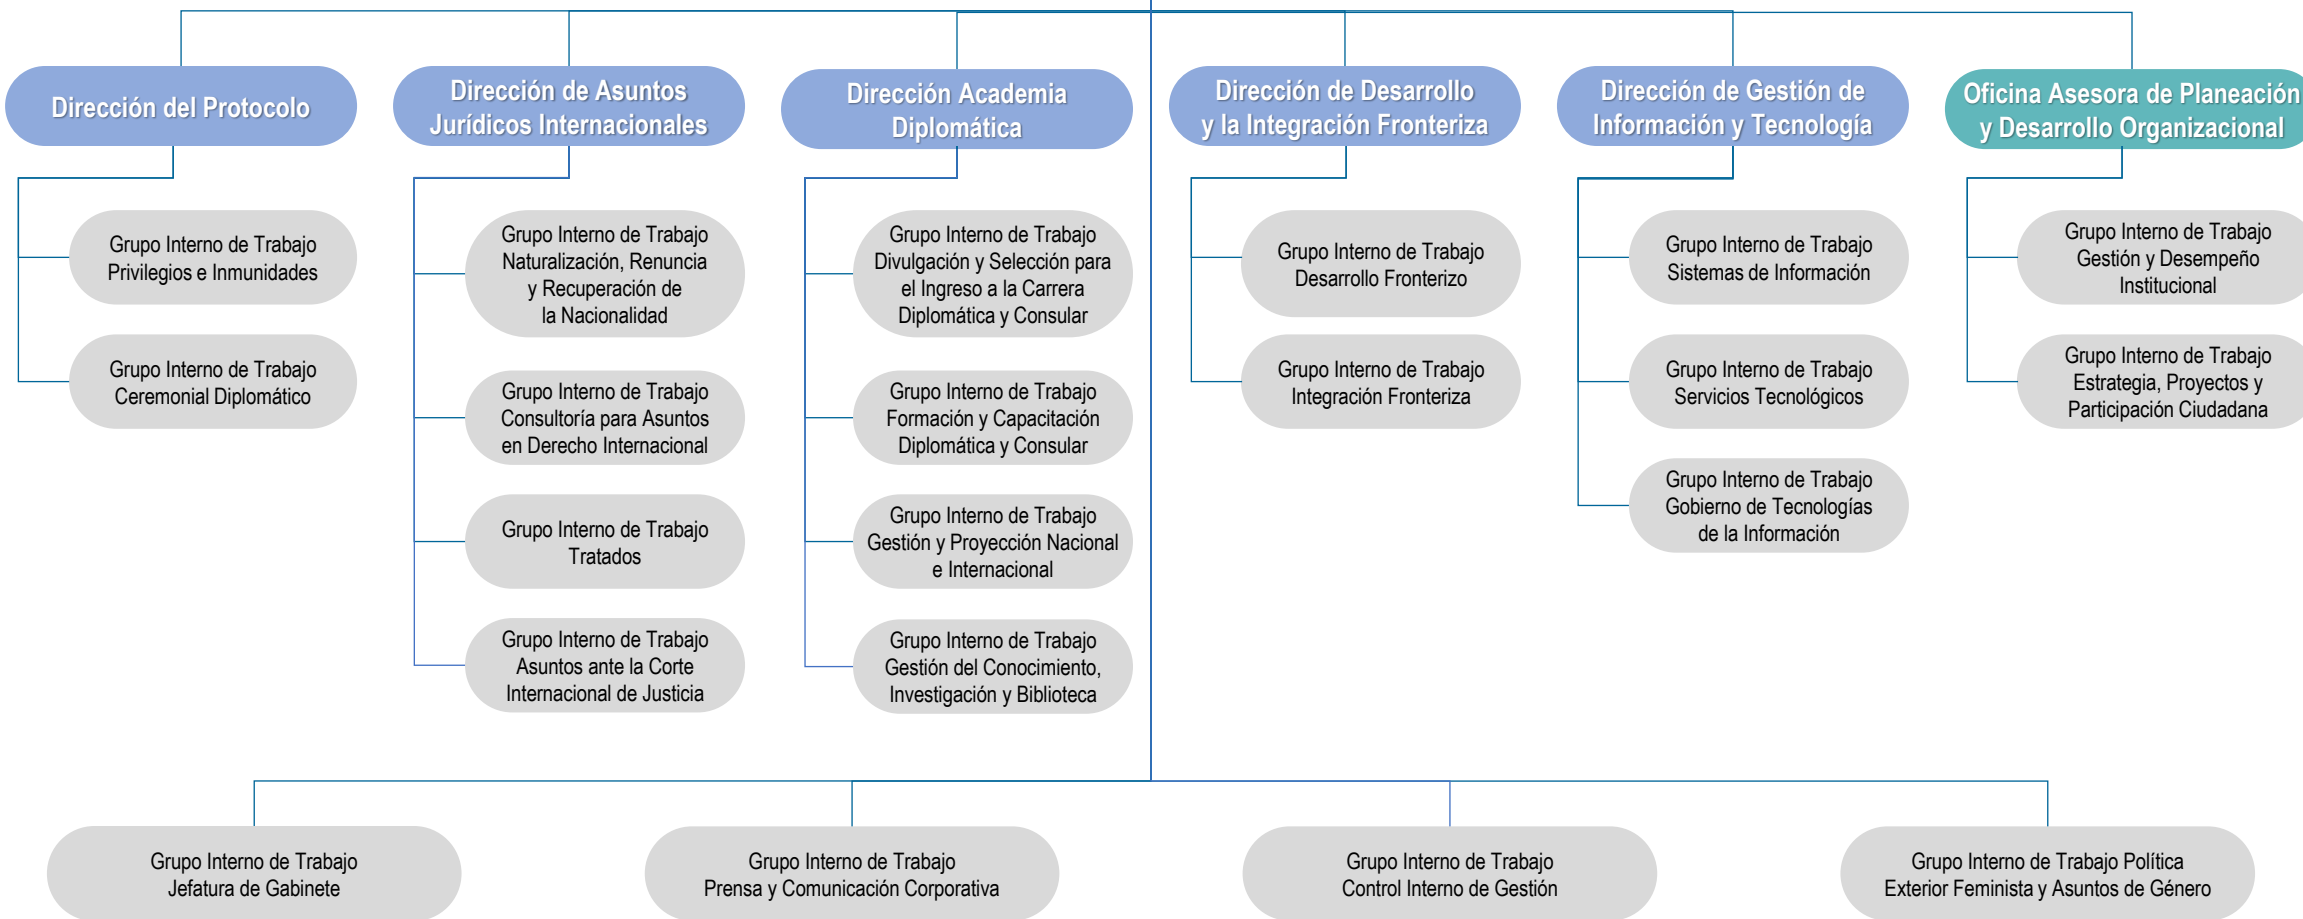 Dirección del Protocolo
Grupo Interno de Trabajo
Privilegios e Inmunidades
Grupo Interno de Trabajo
Ceremonial Diplomático
Dirección de Asuntos
Jurídicos Internacionales
Grupo Interno de Trabajo
Naturalización, Renuncia
y Recuperación de
la Nacionalidad
Grupo Interno de Trabajo
Consultoría para Asuntos
en Derecho Internacional
Grupo Interno de Trabajo
Tratados
Grupo Interno de Trabajo
Asuntos ante la Corte
Internacional de Justicia
Dirección Academia
Diplomática
Grupo Interno de Trabajo
Divulgación y Selección para
el Ingreso a la Carrera
Diplomática y Consular
Grupo Interno de Trabajo
Formación y Capacitación
Diplomática y Consular
Grupo Interno de Trabajo
Gestión y Proyección Nacional
e Internacional
Grupo Interno de Trabajo
Gestión del Conocimiento,
Investigación y Biblioteca
Dirección de Desarrollo
y la Integración Fronteriza
Grupo Interno de Trabajo
Desarrollo Fronterizo
Grupo Interno de Trabajo
Integración Fronteriza
Dirección de Gestión de
Información y Tecnología
Grupo Interno de Trabajo
Sistemas de Información
Grupo Interno de Trabajo
Servicios Tecnológicos
Grupo Interno de Trabajo
Gobierno de Tecnologías
de la Información
Oficina Asesora de Planeación
y Desarrollo Organizacional
Grupo Interno de Trabajo
Gestión y Desempeño
Institucional
Grupo Interno de Trabajo
Estrategia, Proyectos y
Participación Ciudadana
Grupo Interno de Trabajo
Jefatura de Gabinete
Grupo Interno de Trabajo
Prensa y Comunicación Corporativa
Grupo Interno de Trabajo
Control Interno de Gestión
Grupo Interno de Trabajo Política
Exterior Feminista y Asuntos de Género